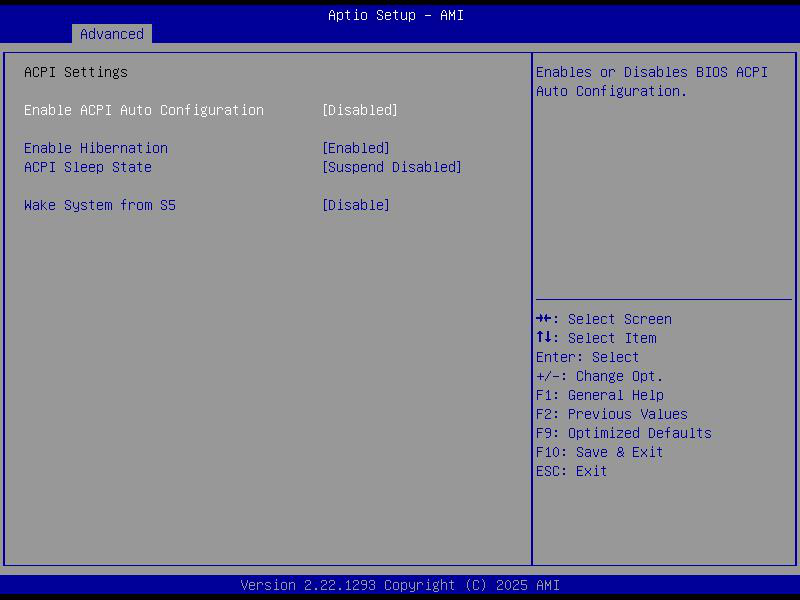 Aptio Setup – AMI
Advanced
ACPI Settings
Enable ACPI Auto Configuration [Disabled]
Enable Hibernation [Enabled]
ACPI Sleep State [Suspend Disabled]
Wake System from S5 [Disable]
Enables or Disables BIOS ACPI
Auto Configuration.
→←: Select Screen
↑↓: Select Item
Enter: Select
+/-: Change Opt.
F1: General Help
F2: Previous Values
F9: Optimized Defaults
F10: Save & Exit
ESC: Exit
Version 2.22.1293 Copyright (C) 2025 AMI